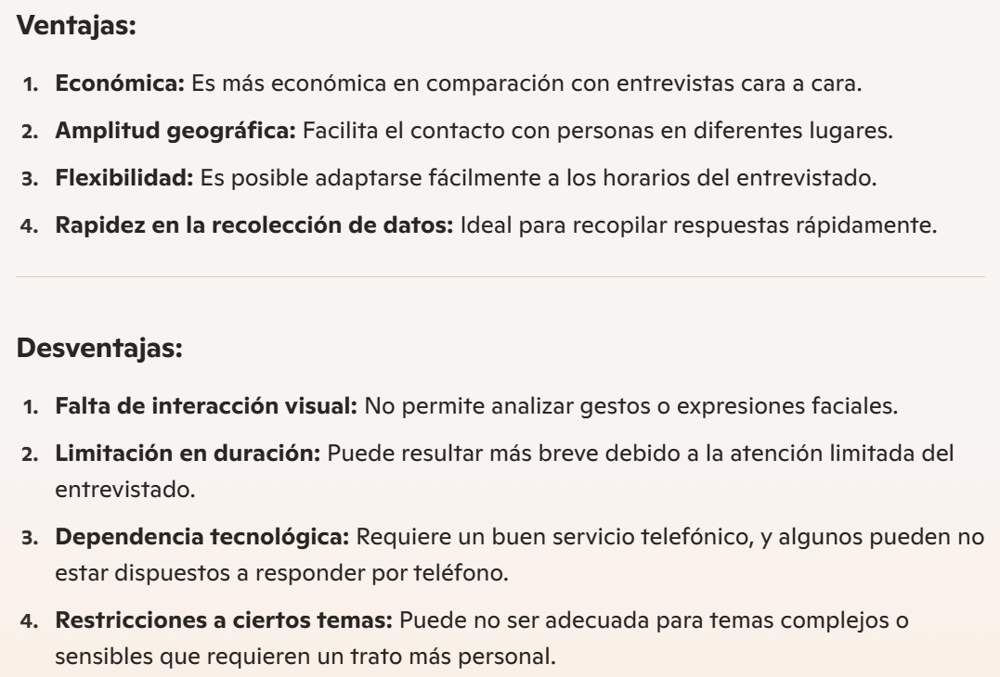 Ventajas:
1. Económica: Es más económica en comparación con entrevistas cara a cara.
2. Amplitud geográfica: Facilita el contacto con personas en diferentes lugares.
3. Flexibilidad: Es posible adaptarse fácilmente a los horarios del entrevistado.
4. Rapidez en la recolección de datos: Ideal para recopilar respuestas rápidamente.
Desventajas:
1. Falta de interacción visual: No permite analizar gestos o expresiones faciales.
2. Limitación en duración: Puede resultar más breve debido a la atención limitada del
entrevistado.
3. Dependencia tecnológica: Requiere un buen servicio telefónico, y algunos pueden no
estar dispuestos a responder por teléfono.
4. Restricciones a ciertos temas: Puede no ser adecuada para temas complejos o
sensibles que requieren un trato más personal.